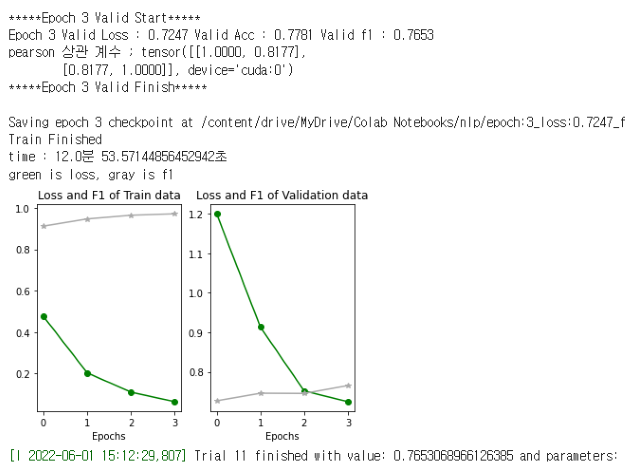 *****Epoch 3 Valid Start*****
Epoch 3 Valid Loss : 0.7247 Valid Acc : 0.7781 Valid f1 : 0.7653
pearson 상관 계수 ; tensor([[1.0000, 0.8177],
[0.8177, 1.0000]], device='cuda:0')
*****Epoch 3 Valid Finish*****
Saving epoch 3 checkpoint at /content/drive/MyDrive/Colab Notebooks/nlp/epoch:3_loss:0.7247_f
Train Finished
time : 12.0분 53.57144856452942초
green is loss, gray is f1
Loss and F1 of Train data
1.0
0.8
0.6
0.4
0.2
0 1 2 3
Epochs
Loss and F1 of Validation data
1.2
1.1
1.0
0.9
0.8
0 1 2 3
Epochs
[I 2022-06-01 15:12:29,807] Trial 11 finished with value: 0.7653068966126385 and parameters: